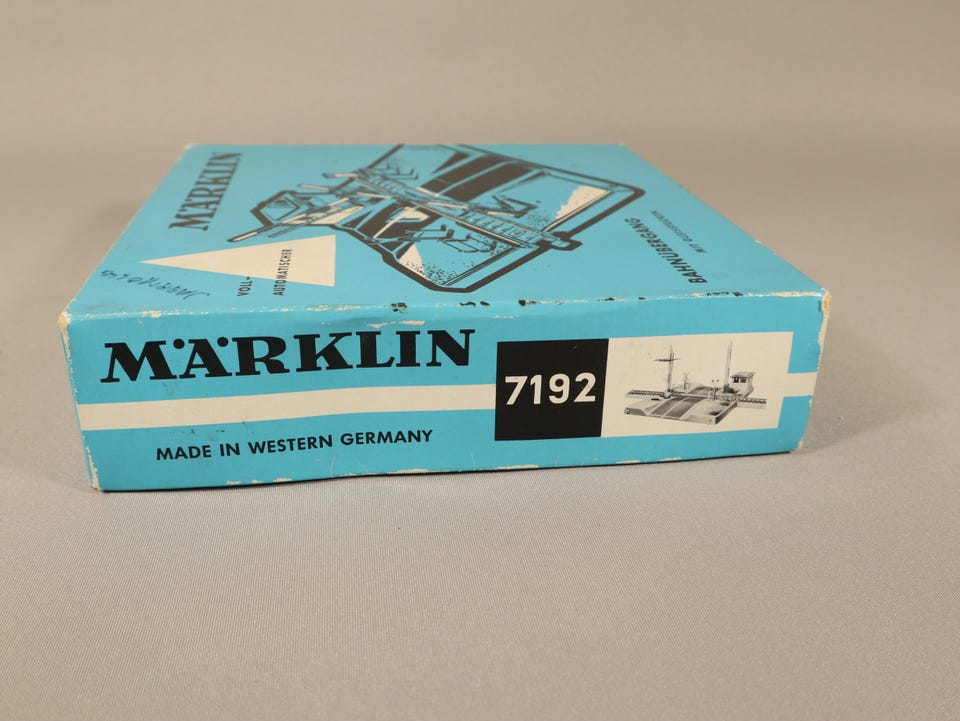 MÄRKLIN
VOLL-
AUTOMATISCHER
BAHNÜBERGANG
MÄRKLIN
7192
MADE IN WESTERN GERMANY